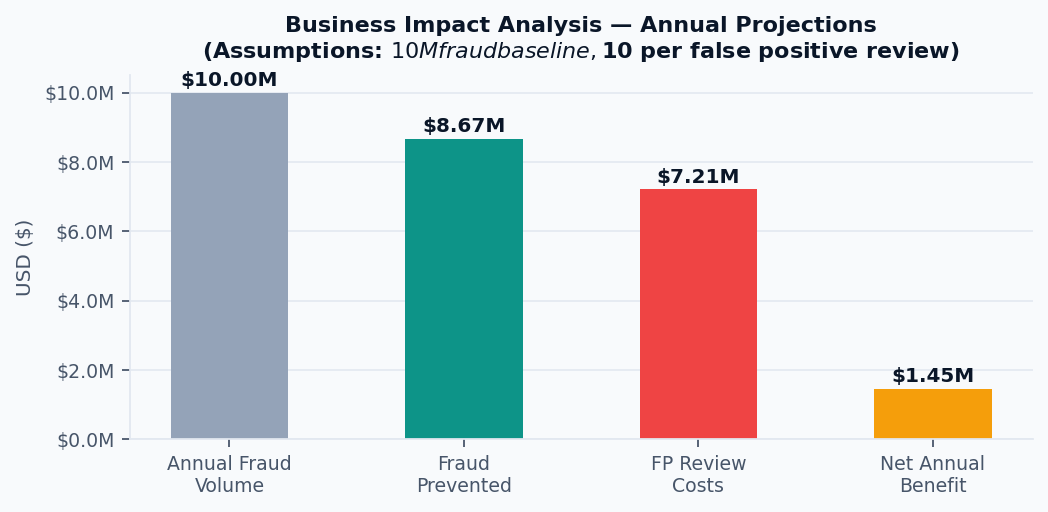 Business Impact Analysis — Annual Projections
(Assumptions: 10Mfraudbaseline, 10 per false positive review)
$10.00M
$10.0M
$8.67M
$8.0M
$7.21M
$6.0M
USD ($)
$4.0M
$2.0M
$1.45M
$0.0M
Annual Fraud
Volume
Fraud
Prevented
FP Review
Costs
Net Annual
Benefit